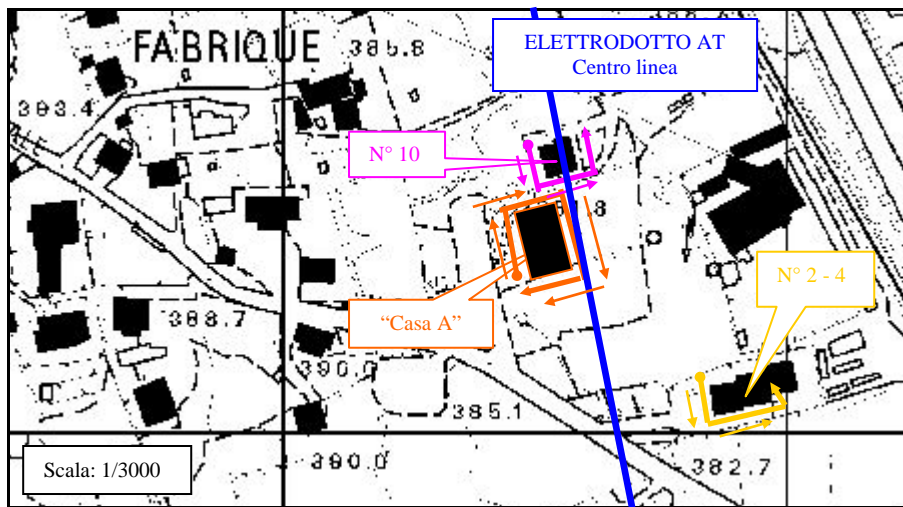 FABRIQUE
385.8
ELETTRODOTTO AT
Centro linea
383.4
N° 10
N° 2 - 4
“Casa A”
388.7
390.0
385.1
390.0
382.7
Scala: 1/3000